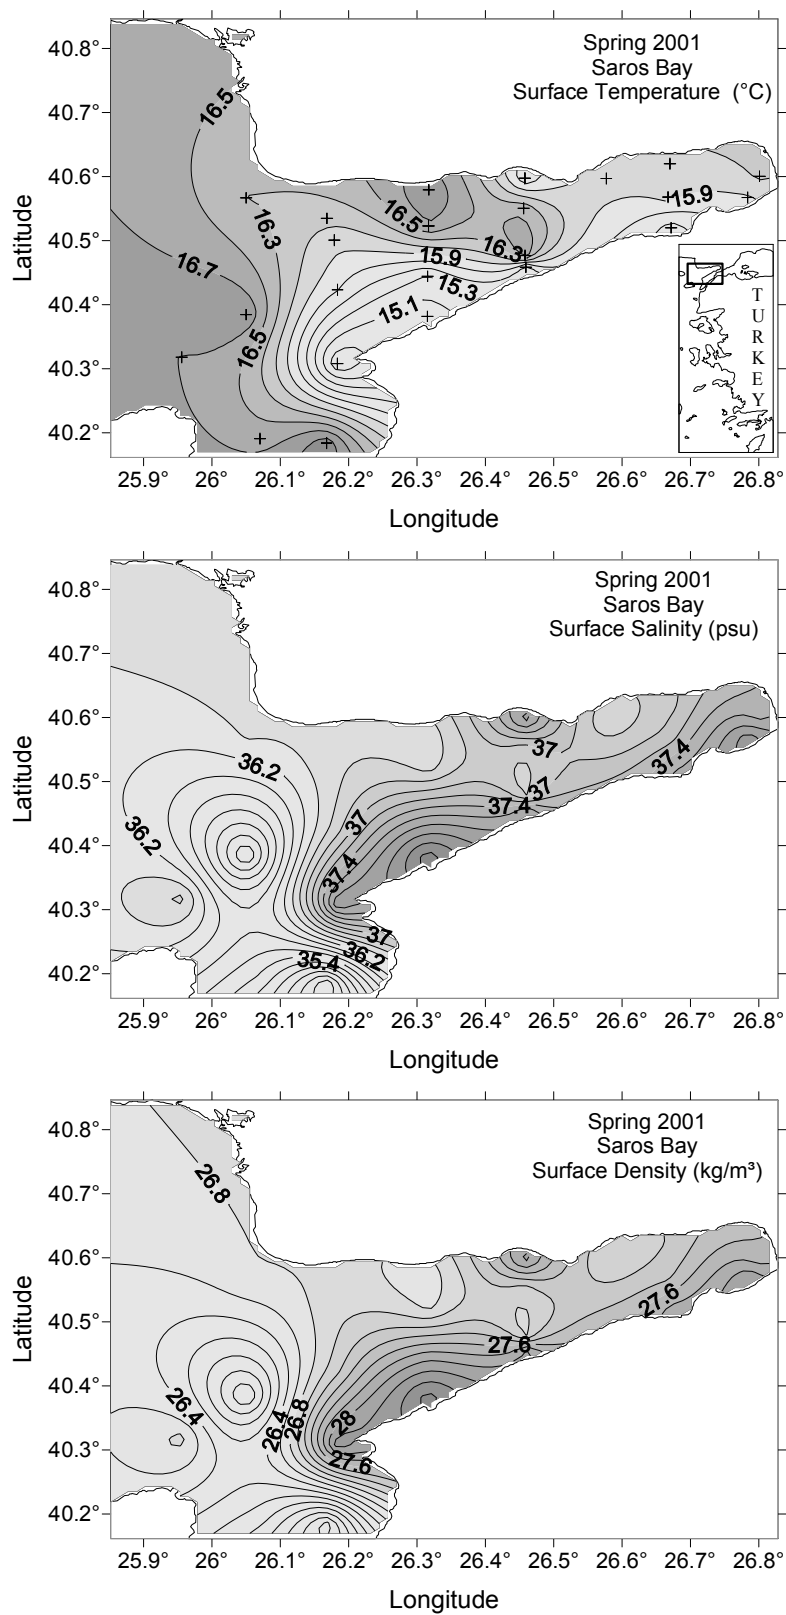 Spring 2001
Saros Bay
Surface Temperature (°C)
40.8°
40.7°
40.6°
40.5°
40.4°
40.3°
40.2°
Latitude
16.5
16.3
16.5
15.9
16.7
15.9
16.3
15.3
15.1
16.5
T
U
R
K
E
Y
25.9° 26° 26.1° 26.2° 26.3° 26.4° 26.5° 26.6° 26.7° 26.8°
Longitude
Spring 2001
Saros Bay
Surface Salinity (psu)
40.8°
40.7°
40.6°
40.5°
40.4°
40.3°
40.2°
Latitude
36.2
37
37.4
37
37.4
36.2
37
37.4
37
36.2
35.4
25.9° 26° 26.1° 26.2° 26.3° 26.4° 26.5° 26.6° 26.7° 26.8°
Longitude
Spring 2001
Saros Bay
Surface Density (kg/m³)
40.8°
40.7°
40.6°
40.5°
40.4°
40.3°
40.2°
Latitude
26.8
27.6
27.6
26.4
26.4
26.8
28
27.6
25.9° 26° 26.1° 26.2° 26.3° 26.4° 26.5° 26.6° 26.7° 26.8°
Longitude